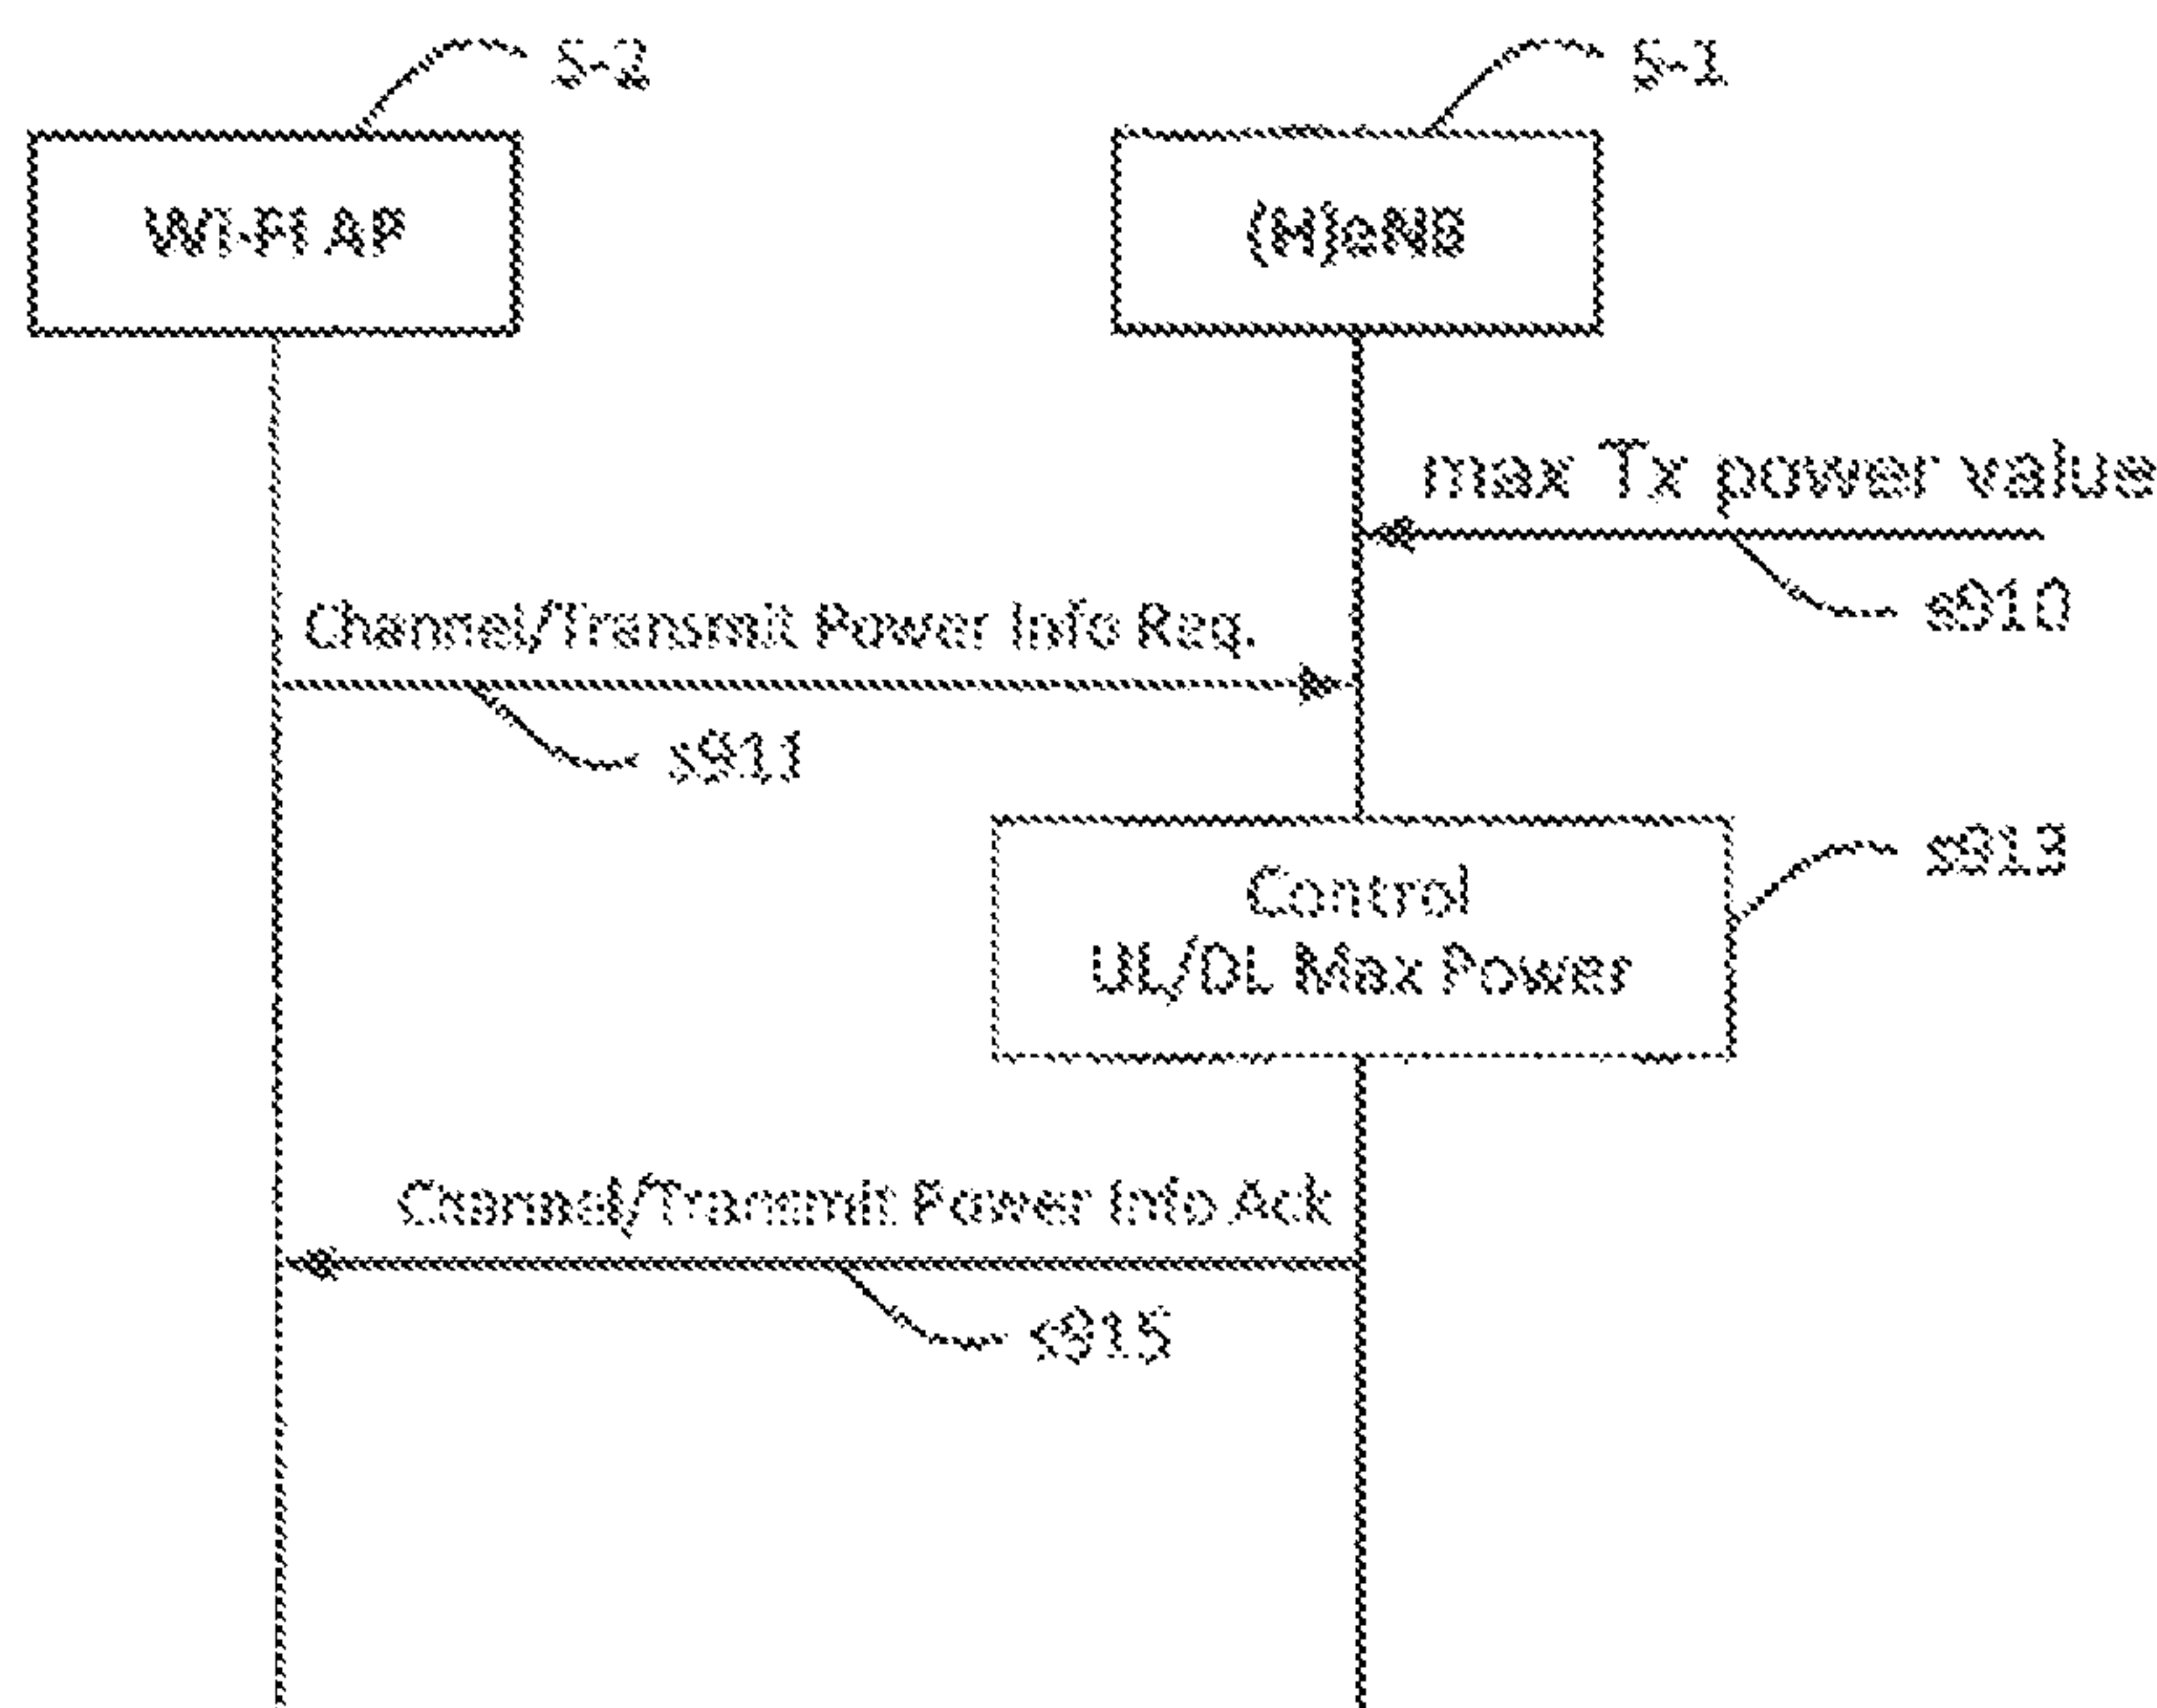 5-2
5-1
Wi-Fi AP
(H)eNB
max Tx power value
s910
Channel/Transmit Power Info Req.
s911
s913
Control
UL/DL Max Power
Channel/Transmit Power Info Ack
s915